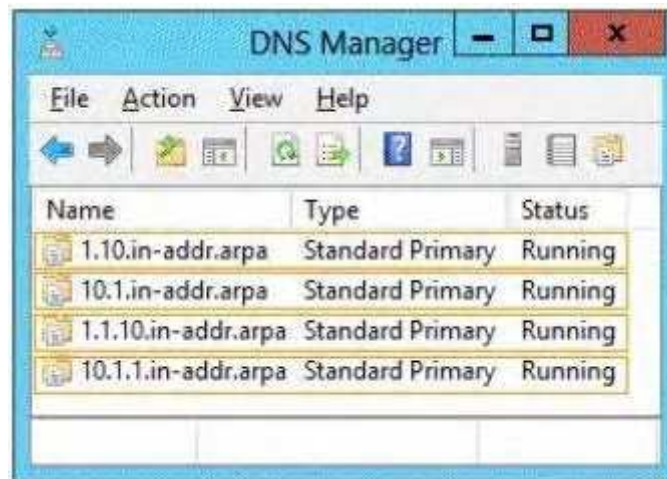 DNS Manager
File Action View Help
Name Type Status
1.10.in-addr.arpa Standard Primary Running
10.1.in-addr.arpa Standard Primary Running
1.1.10.in-addr.arpa Standard Primary Running
10.1.1.in-addr.arpa Standard Primary Running